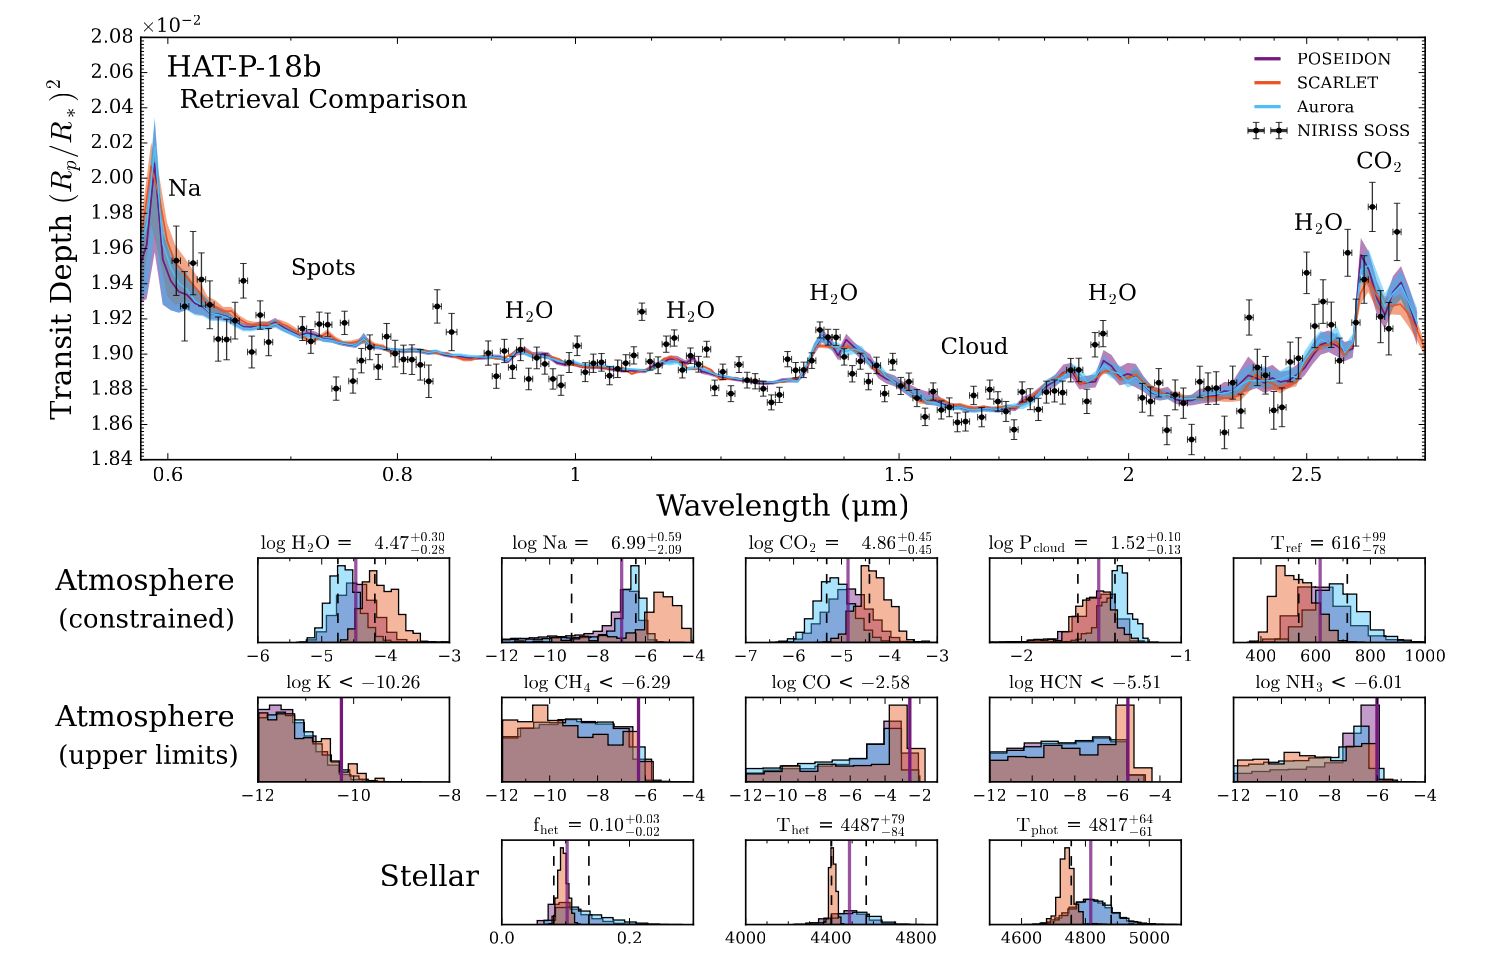 ×10⁻²
2.08
2.06
2.04
2.02
2.00
1.98
1.96
1.94
1.92
1.90
1.88
1.86
1.84
Transit Depth (R_p/R_*)²
HAT-P-18b
Retrieval Comparison
POSEIDON
SCARLET
Aurora
NIRISS SOSS
Na
Spots
H₂O
H₂O
H₂O
Cloud
H₂O
H₂O
CO₂
0.6 0.8 1 1.5 2 2.5
Wavelength (μm)
Atmosphere
(constrained)
log H₂O = 4.47 +0.30 −0.28
−6 −5 −4 −3
log Na = 6.99 +0.59 −2.09
−12 −10 −8 −6 −4
log CO₂ = 4.86 +0.45 −0.45
−7 −6 −5 −4 −3
log P_cloud = 1.52 +0.10 −0.13
−2 −1
T_ref = 616 +99 −78
400 600 800 1000
Atmosphere
(upper limits)
log K < −10.26
−12 −10 −8
log CH₄ < −6.29
−12 −10 −8 −6 −4
log CO < −2.58
−12 −10 −8 −6 −4 −2
log HCN < −5.51
−12 −10 −8 −6 −4
log NH₃ < −6.01
−12 −10 −8 −6 −4
Stellar
f_het = 0.10 +0.03 −0.02
0.0 0.2
T_het = 4487 +79 −84
4000 4400 4800
T_phot = 4817 +64 −61
4600 4800 5000